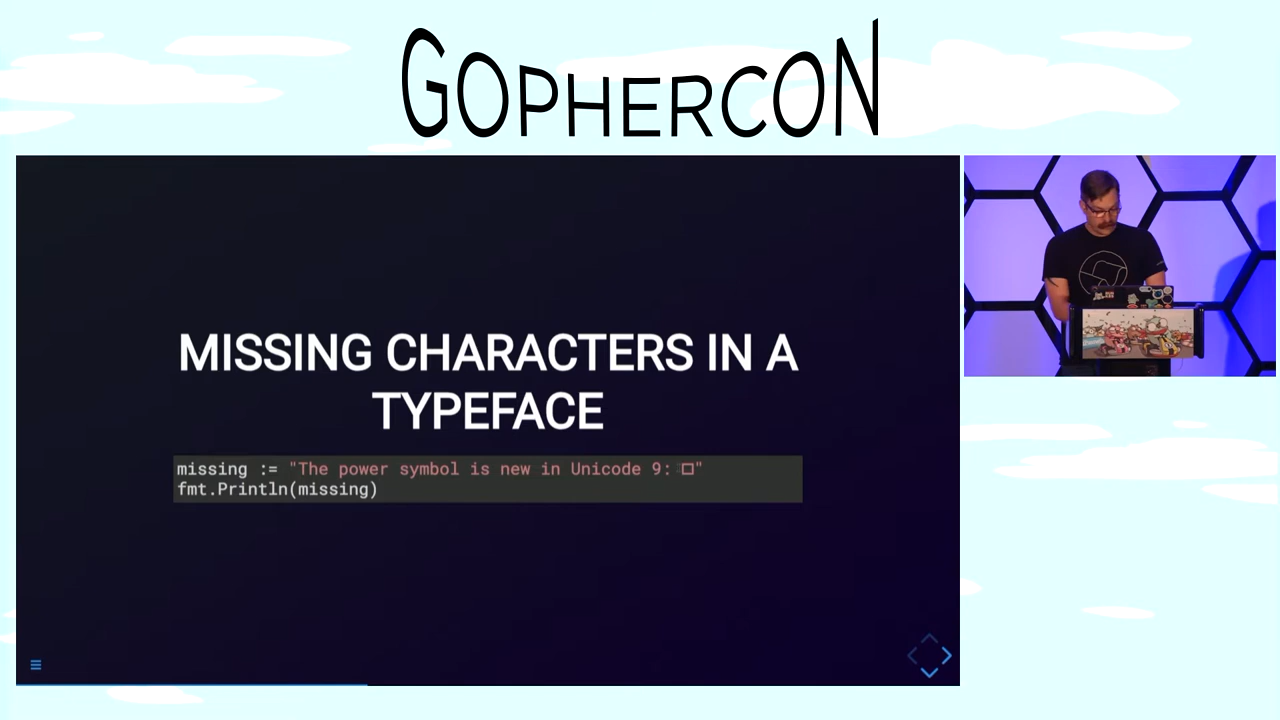 GOPHERCON
MISSING CHARACTERS IN A
TYPEFACE
missing := "The power symbol is new in Unicode 9: □"
fmt.Println(missing)